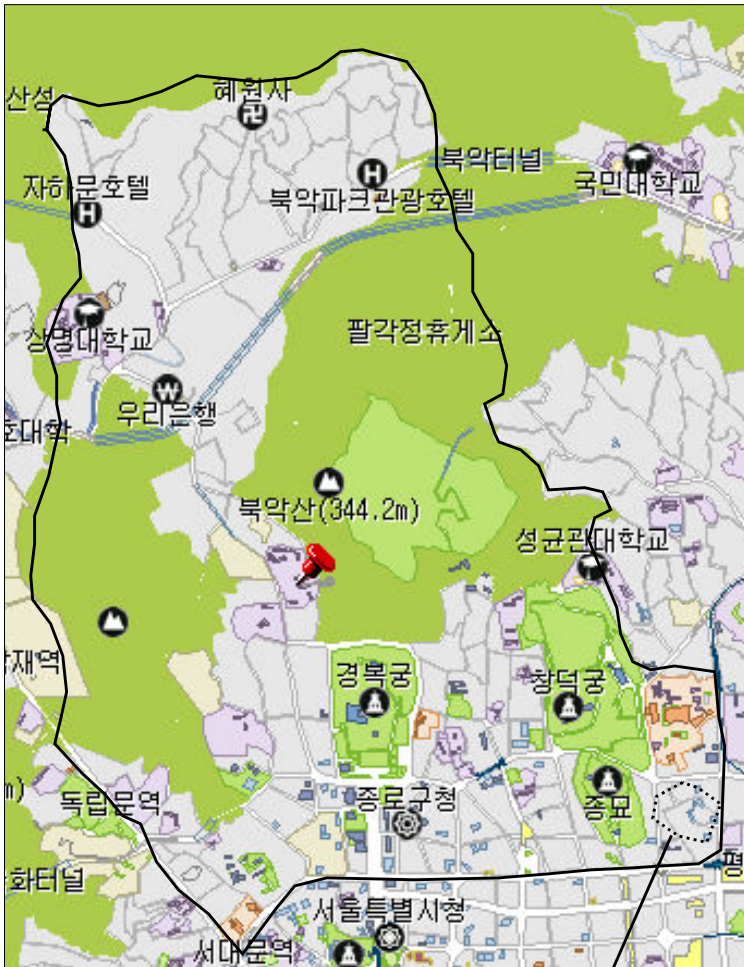 산성
혜원사
북악터널
국민대학교
자하문호텔
북악파크관광호텔
상명대학교
팔각정휴게소
우리은행
호대학
북악산(344.2m)
성균관대학교
재역
경복궁
창덕궁
m)
독립문역
종로구청
종묘
평
화터널
서울특별시청
서대문역